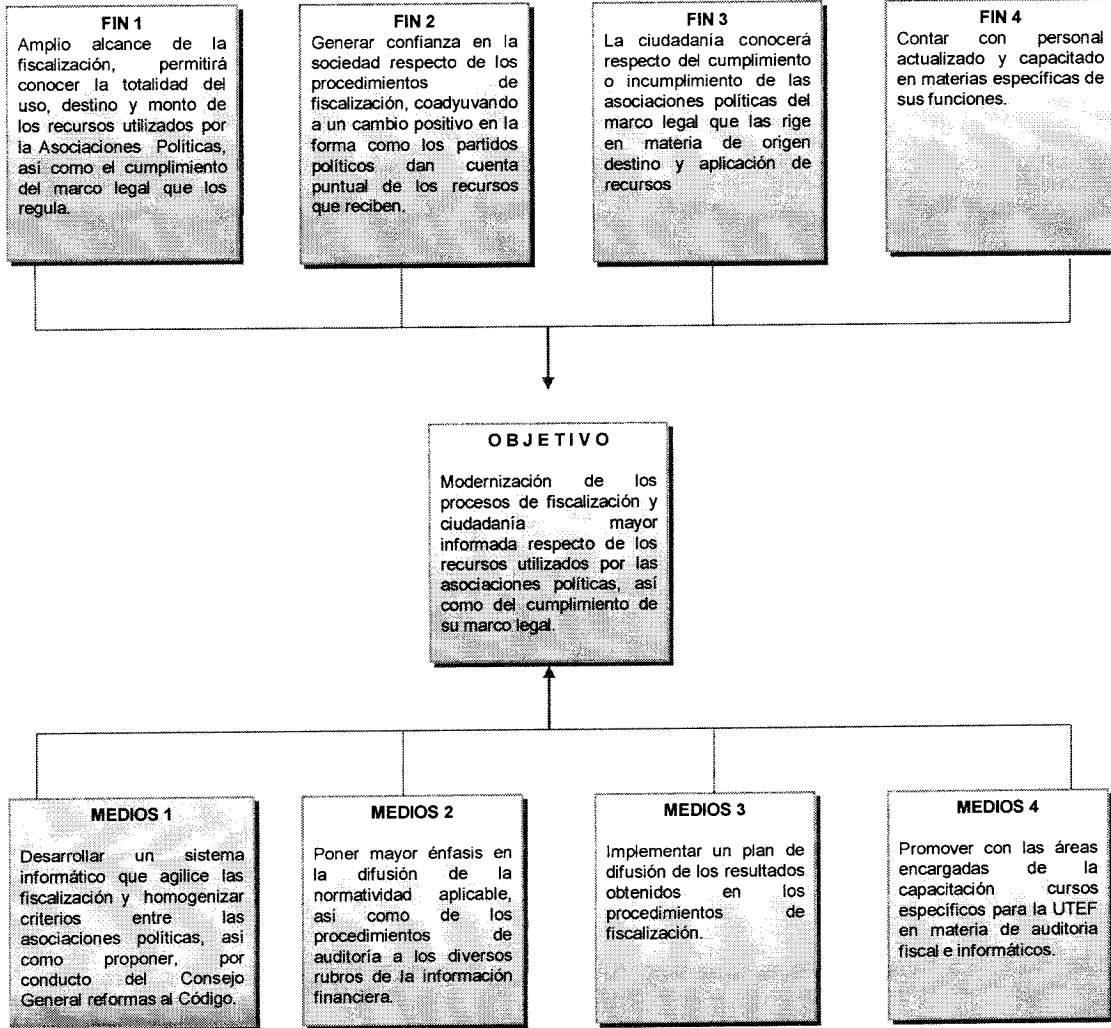 FIN 1
Amplio alcance de la
fiscalización, permitirá
conocer la totalidad del
uso, destino y monto de
los recursos utilizados por
la Asociaciones Políticas,
así como el cumplimiento
del marco legal que los
regula.
FIN 2
Generar confianza en la
sociedad respecto de los
procedimientos de
fiscalización, coadyuvando
a un cambio positivo en la
forma como los partidos
políticos dan cuenta
puntual de los recursos
que reciben.
FIN 3
La ciudadanía conocerá
respecto del cumplimiento
o incumplimiento de las
asociaciones políticas del
marco legal que las rige
en materia de origen
destino y aplicación de
recursos
FIN 4
Contar con personal
actualizado y capacitado
en materias específicas de
sus funciones.
OBJETIVO
Modernización de los
procesos de fiscalización y
ciudadanía mayor
informada respecto de los
recursos utilizados por las
asociaciones políticas, así
como del cumplimiento de
su marco legal.
MEDIOS 1
Desarrollar un sistema
informático que agilice las
fiscalización y homogenizar
criterios entre las
asociaciones políticas, así
como proponer, por
conducto del Consejo
General reformas al Código.
MEDIOS 2
Poner mayor énfasis en
la difusión de la
normatividad aplicable,
así como de los
procedimientos de
auditoría a los diversos
rubros de la información
financiera.
MEDIOS 3
Implementar un plan de
difusión de los resultados
obtenidos en los
procedimientos de
fiscalización.
MEDIOS 4
Promover con las áreas
encargadas de la
capacitación cursos
específicos para la UTEF
en materia de auditoria
fiscal e informáticos.